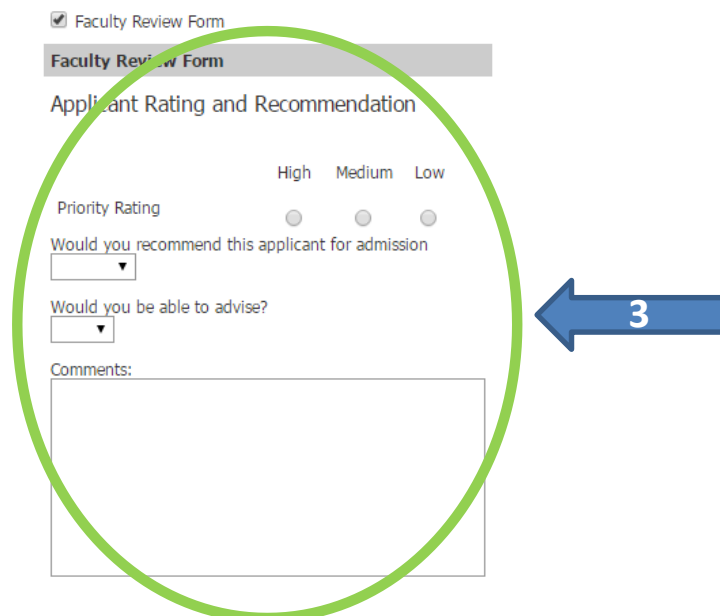 Faculty Review Form
Faculty Review Form
Applicant Rating and Recommendation
High Medium Low
Priority Rating
Would you recommend this applicant for admission
Would you be able to advise?
3
Comments: